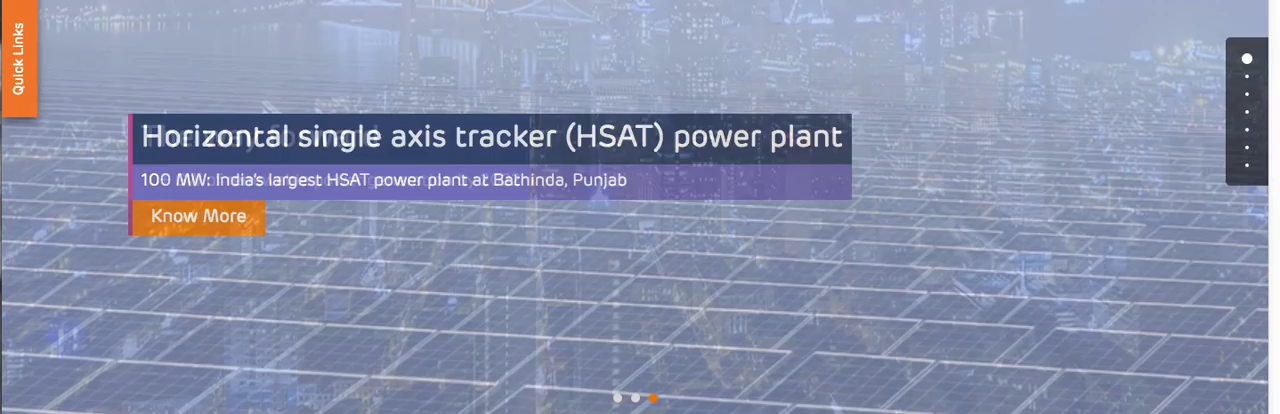 Quick Links
Horizontal single axis tracker (HSAT) power plant
100 MW: India's largest HSAT power plant at Bathinda, Punjab
Know More